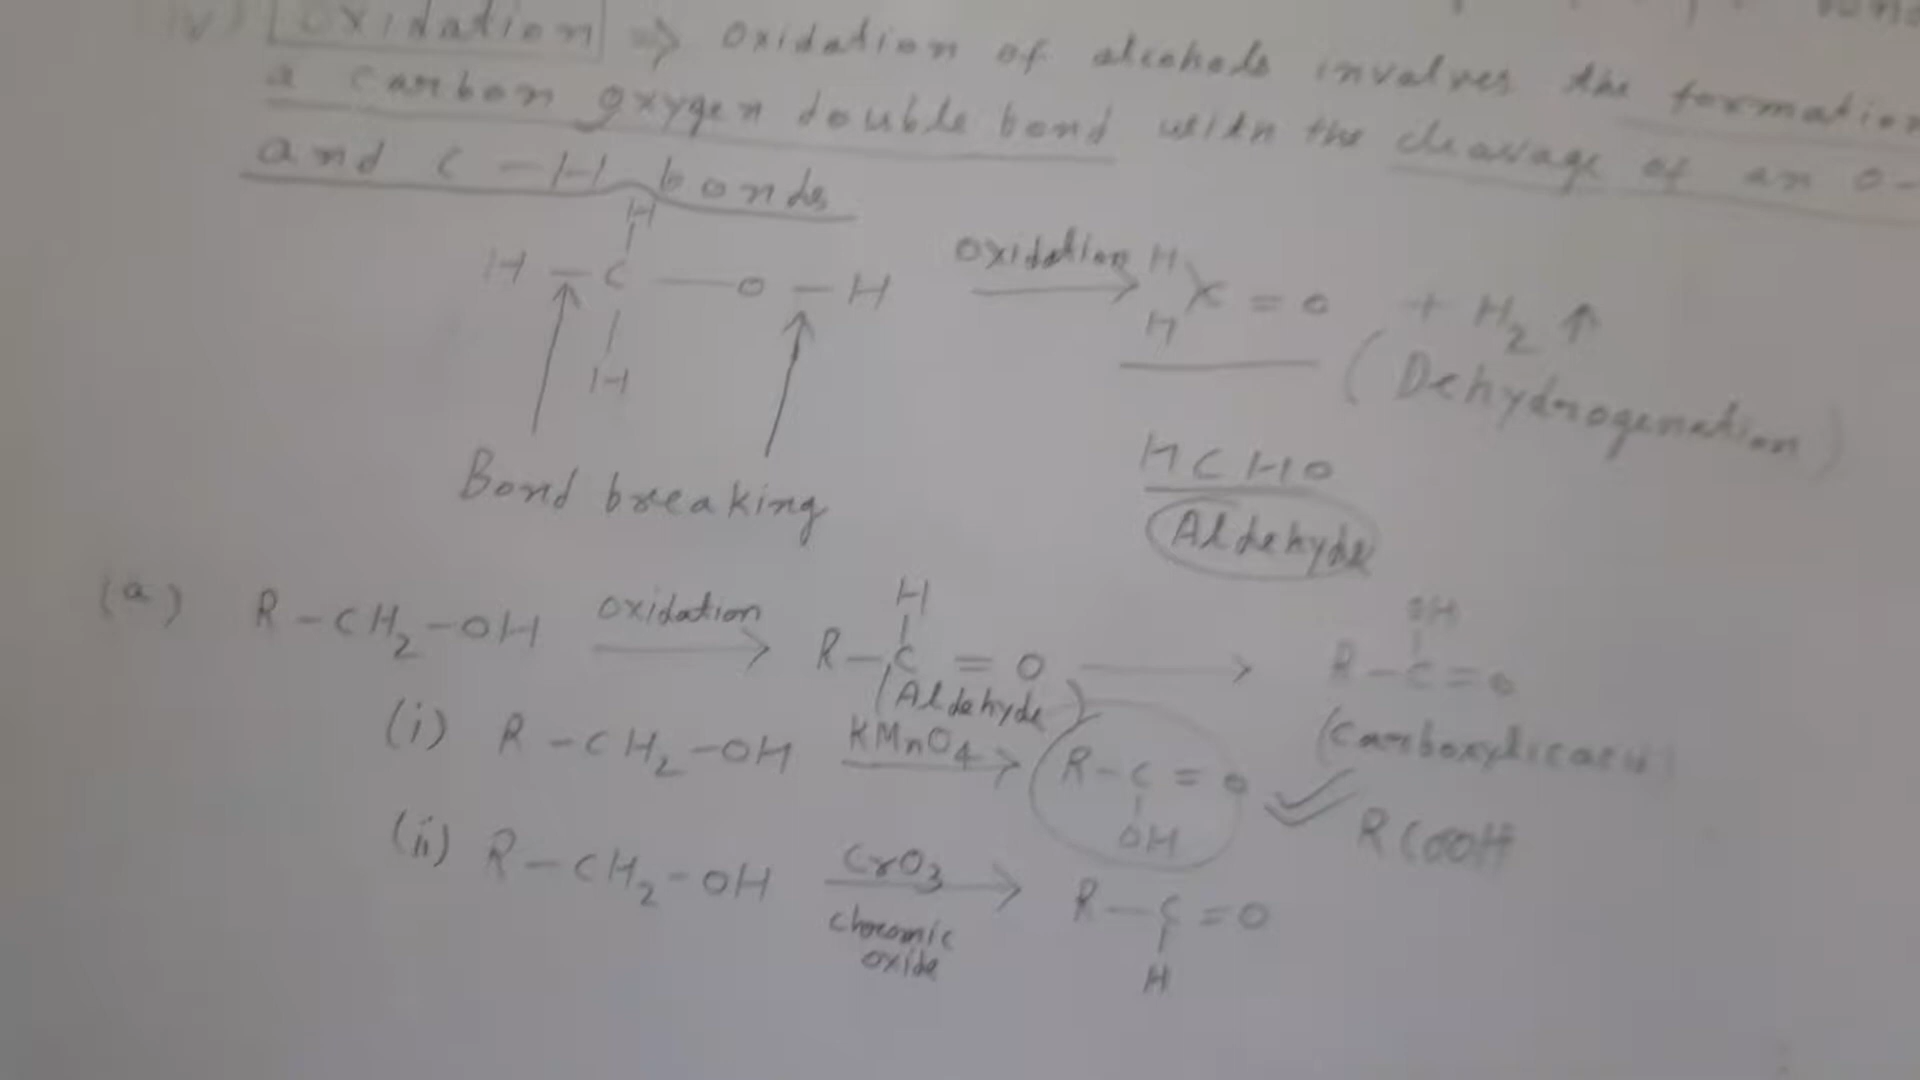 iv) Oxidation ⇒ Oxidation of alcohols involves the formation
a carbon oxygen double bond with the cleavage of an O-
and C-H bonds
H
H - C - O - H oxidation → H C = O + H2 ↑
H
H
(Dehydrogenation)
Bond breaking
HCHO
Aldehyde
(a) R-CH2-OH oxidation → R-C=O → R-C=O
H
OH
(Aldehyde)
(i) R-CH2-OH KMnO4 → R-C=O RCOOH
OH
(ii) R-CH2-OH CrO3 → R-C=O
chromic
oxide
H